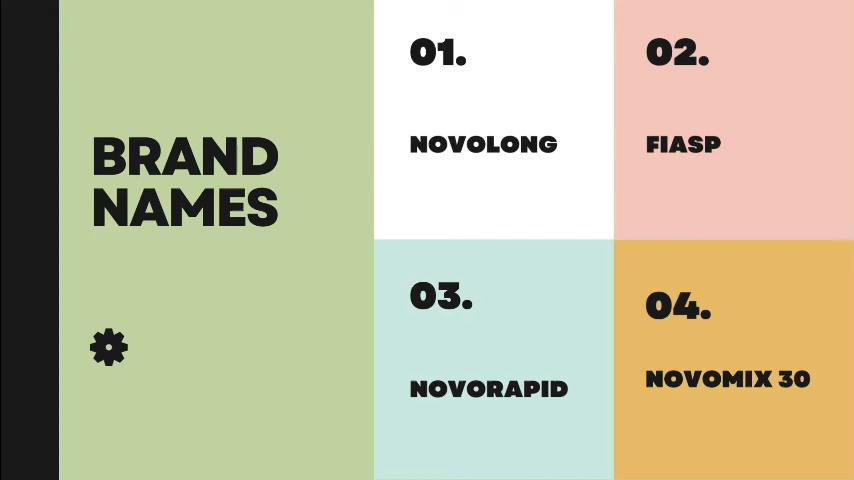 BRAND
NAMES
01.
NOVOLONG
02.
FIASP
03.
NOVORAPID
04.
NOVOMIX 30